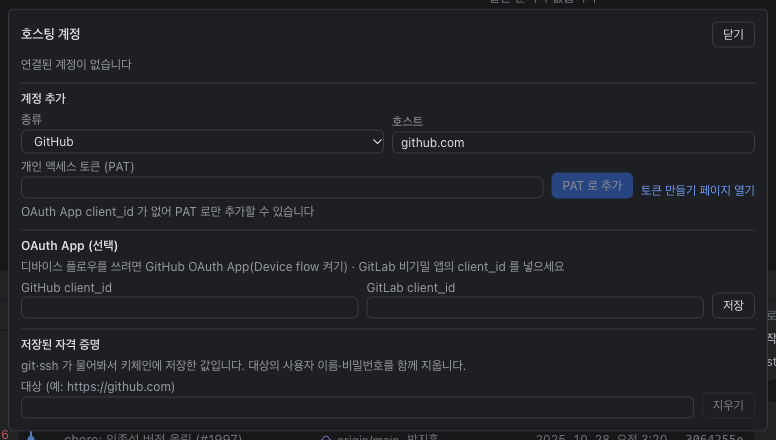 호스팅 계정
닫기
연결된 계정이 없습니다
계정 추가
종류
호스트
GitHub
github.com
개인 액세스 토큰 (PAT)
PAT 로 추가
토큰 만들기 페이지 열기
OAuth App client_id 가 없어 PAT 로만 추가할 수 있습니다
OAuth App (선택)
디바이스 플로우를 쓰려면 GitHub OAuth App(Device flow 켜기) · GitLab 비기밀 앱의 client_id 를 넣으세요
GitHub client_id
GitLab client_id
저장
저장된 자격 증명
git·ssh 가 물어봐서 키체인에 저장한 값입니다. 대상의 사용자 이름·비밀번호를 함께 지웁니다.
대상 (예: https://github.com)
지우기